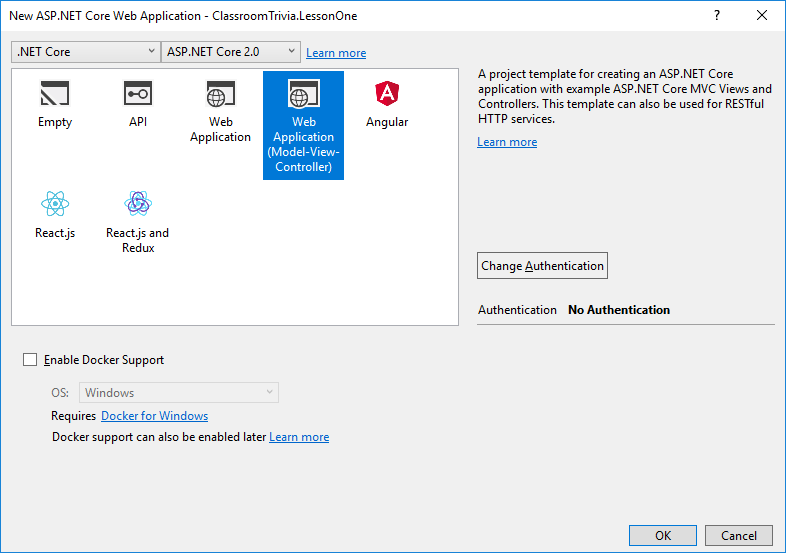 New ASP.NET Core Web Application - ClassroomTrivia.LessonOne
?
.NET Core
ASP.NET Core 2.0
Learn more
Empty
API
Web
Application
Web
Application
(Model-View-
Controller)
Angular
React.js
React.js and
Redux
A project template for creating an ASP.NET Core
application with example ASP.NET Core MVC Views and
Controllers. This template can also be used for RESTful
HTTP services.
Learn more
Change Authentication
Authentication No Authentication
Enable Docker Support
OS: Windows
Requires Docker for Windows
Docker support can also be enabled later Learn more
OK
Cancel